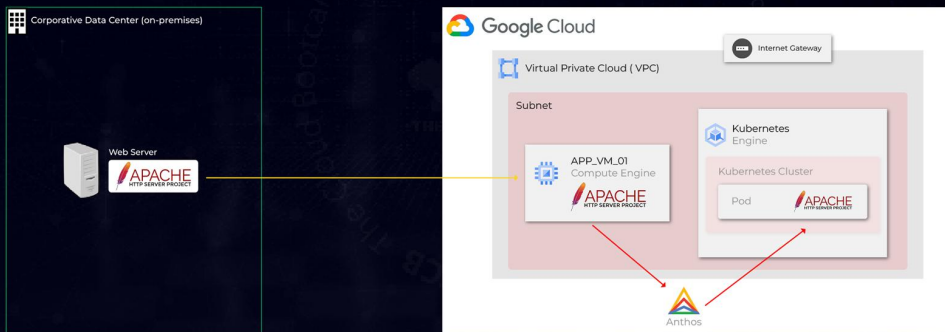 Corporative Data Center (on-premises)
Web Server
APACHE
HTTP SERVER PROJECT
Google Cloud
Internet Gateway
Virtual Private Cloud ( VPC)
Subnet
APP_VM_01
Compute Engine
APACHE
HTTP SERVER PROJECT
Kubernetes
Engine
Kubernetes Cluster
Pod
APACHE
HTTP SERVER PROJECT
Anthos